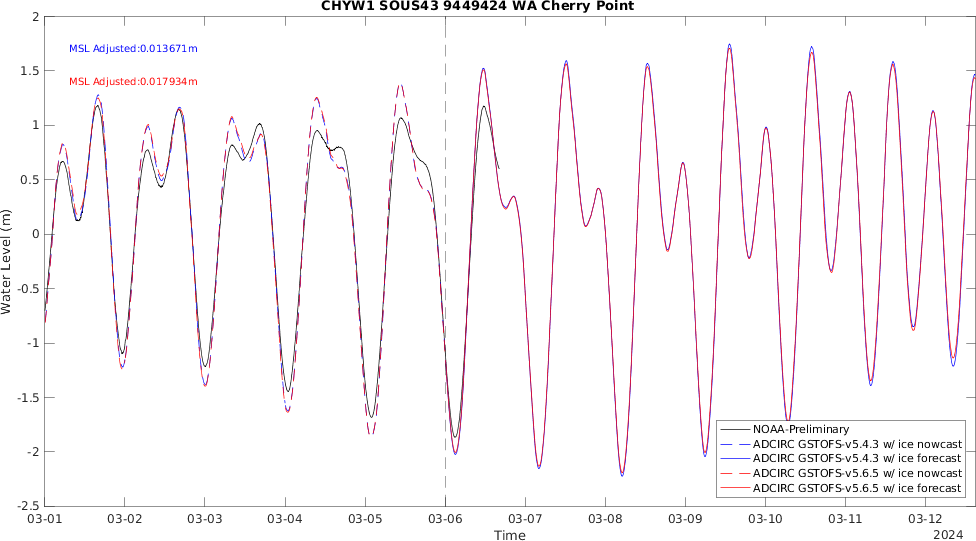 CHYW1 SOUS43 9449424 WA Cherry Point
MSL Adjusted:0.013671m
MSL Adjusted:0.017934m
Water Level (m)
2
1.5
1
0.5
0
-0.5
-1
-1.5
-2
-2.5
NOAA-Preliminary
ADCIRC GSTOFS-v5.4.3 w/ ice nowcast
ADCIRC GSTOFS-v5.4.3 w/ ice forecast
ADCIRC GSTOFS-v5.6.5 w/ ice nowcast
ADCIRC GSTOFS-v5.6.5 w/ ice forecast
03-01 03-02 03-03 03-04 03-05 03-06 03-07 03-08 03-09 03-10 03-11 03-12
Time
2024